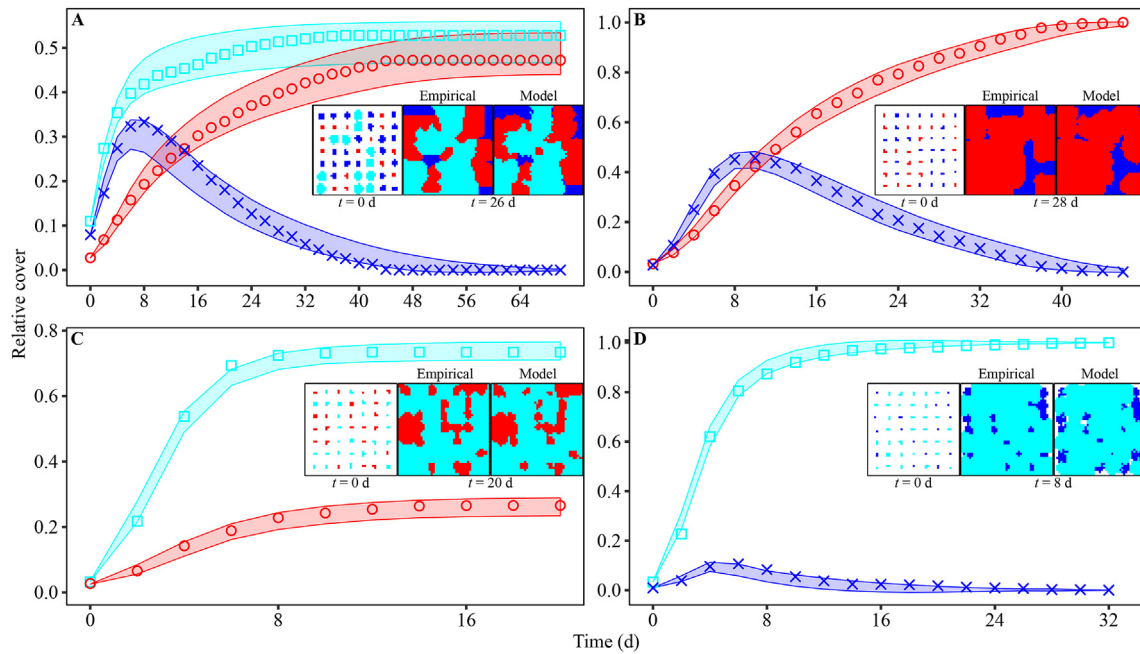 A
0.5
0.4
0.3
0.2
0.1
0.0
Empirical Model
t = 0 d t = 26 d
0 8 16 24 32 40 48 56 64
B
1.0
0.8
0.6
0.4
0.2
0.0
Empirical Model
t = 0 d t = 28 d
0 8 16 24 32 40
Relative cover
C
0.8
0.6
0.4
0.2
0.0
Empirical Model
t = 0 d t = 20 d
0 8 16
D
1.0
0.8
0.6
0.4
0.2
0.0
Empirical Model
t = 0 d t = 8 d
0 8 16 24 32
Time (d)